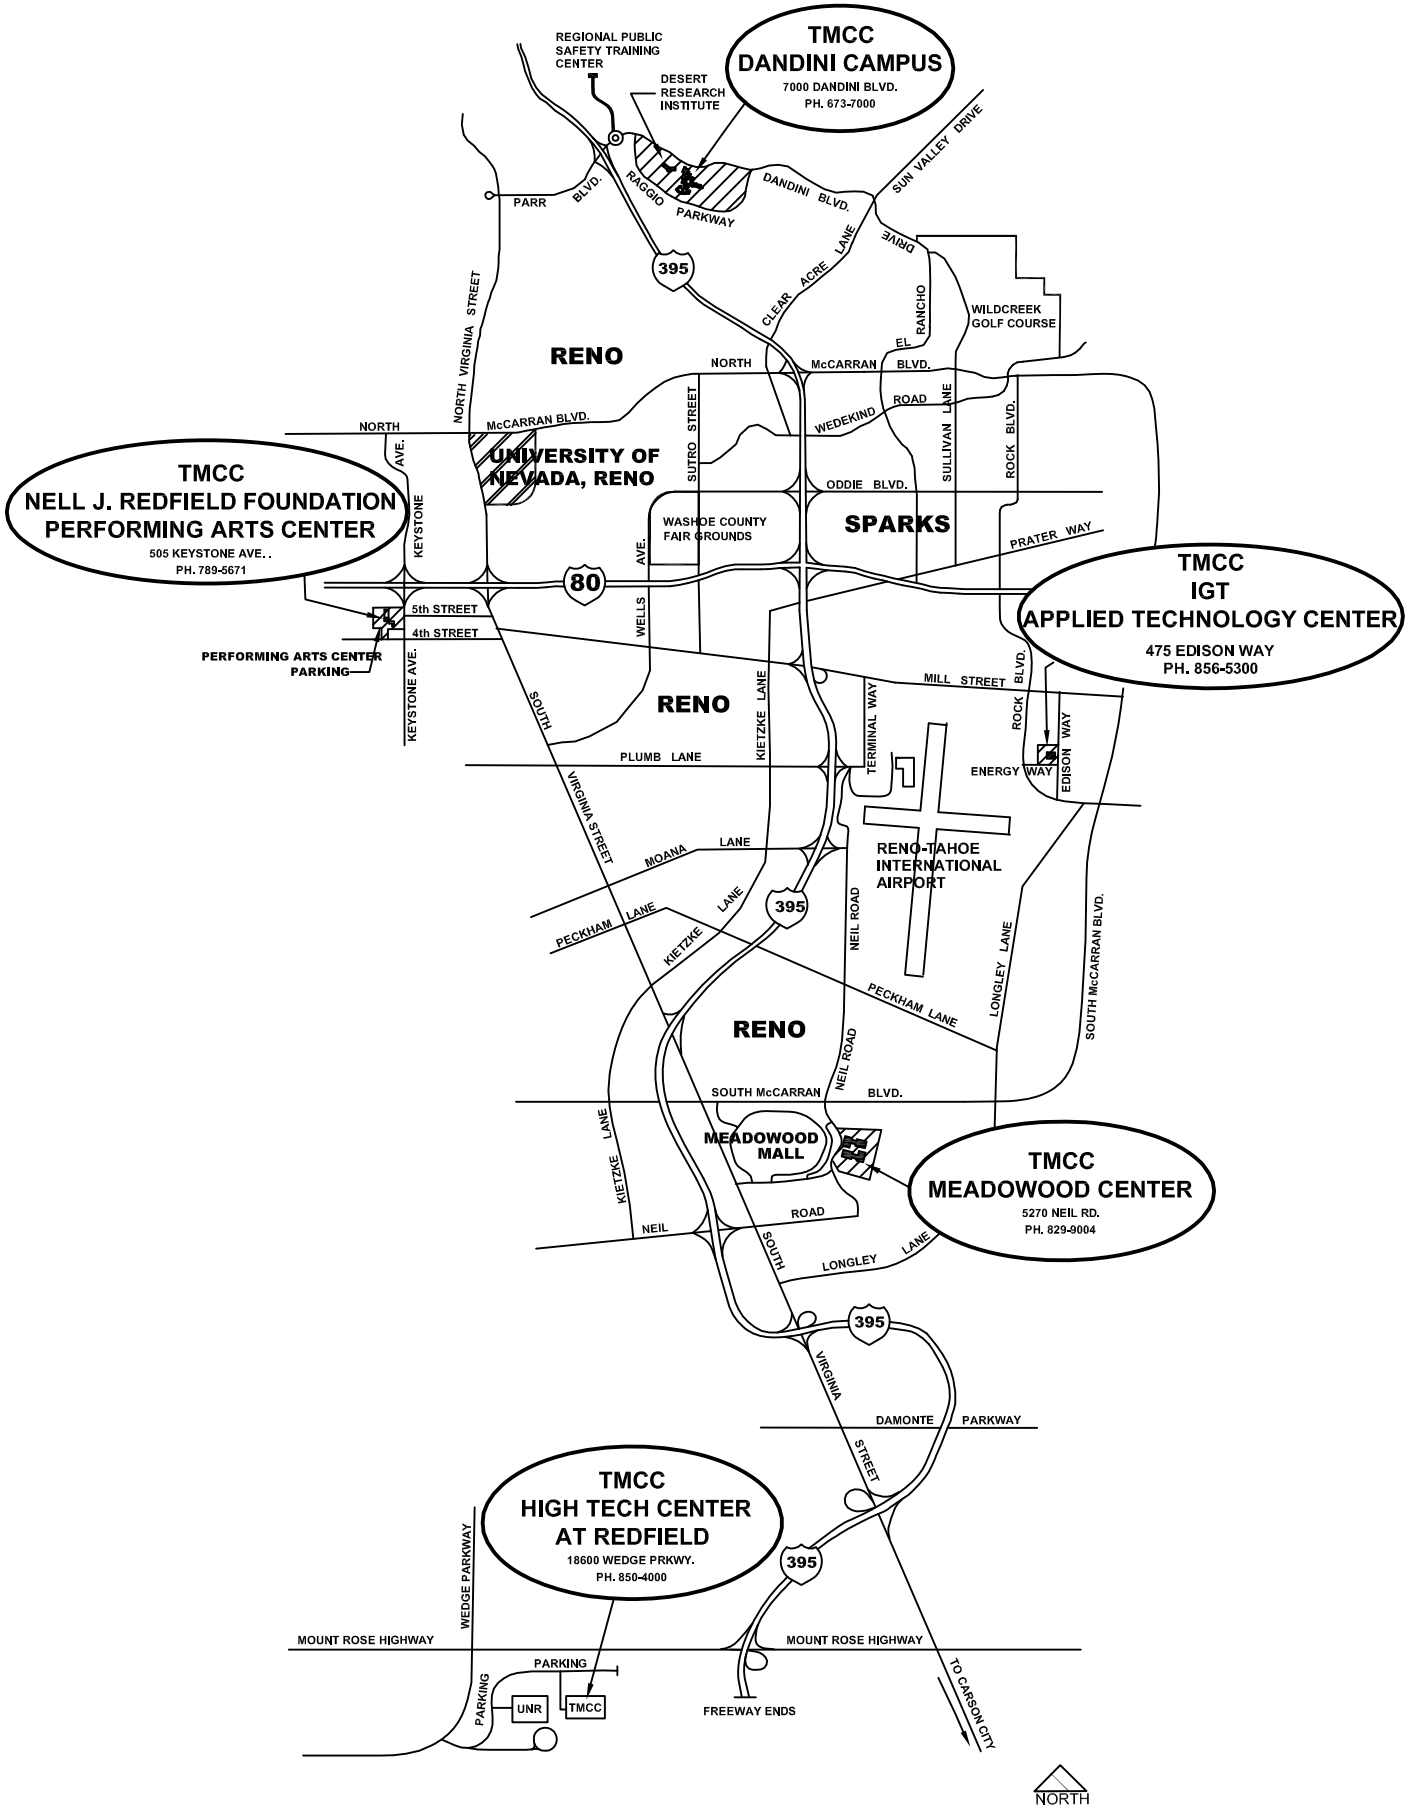 REGIONAL PUBLIC
SAFETY TRAINING
CENTER
DESERT
RESEARCH
INSTITUTE
TMCC
DANDINI CAMPUS
7000 DANDINI BLVD.
PH. 673-7000
SUN VALLEY DRIVE
PARR BLVD.
RAGGIO PARKWAY
DANDINI BLVD.
DRIVE
395
CLEAR ACRE LANE
NORTH VIRGINIA STREET
EL RANCHO
WILDCREEK
GOLF COURSE
RENO
NORTH McCARRAN BLVD.
NORTH McCARRAN BLVD.
SUTRO STREET
WEDEKIND ROAD
SULLIVAN LANE
ROCK BLVD.
KEYSTONE AVE.
UNIVERSITY OF
NEVADA, RENO
TMCC
NELL J. REDFIELD FOUNDATION
PERFORMING ARTS CENTER
505 KEYSTONE AVE. .
PH. 789-5671
ODDIE BLVD.
WASHOE COUNTY
FAIR GROUNDS
SPARKS
PRATER WAY
TMCC
IGT
APPLIED TECHNOLOGY CENTER
475 EDISON WAY
PH. 856-5300
80
WELLS AVE.
5th STREET
4th STREET
PERFORMING ARTS CENTER
PARKING
KEYSTONE AVE.
MILL STREET
ROCK BLVD.
SOUTH
RENO
KIETZKE LANE
TERMINAL WAY
EDISON WAY
PLUMB LANE
ENERGY WAY
VIRGINIA STREET
MOANA LANE
RENO-TAHOE
INTERNATIONAL
AIRPORT
395
PECKHAM LANE
KIETZKE LANE
NEIL ROAD
LONGLEY LANE
SOUTH McCARRAN BLVD.
PECKHAM LANE
RENO
NEIL ROAD
SOUTH McCARRAN BLVD.
KIETZKE LANE
MEADOWOOD
MALL
TMCC
MEADOWOOD CENTER
5270 NEIL RD.
PH. 829-9004
NEIL ROAD
SOUTH
LONGLEY LANE
395
VIRGINIA
DAMONTE PARKWAY
STREET
TMCC
HIGH TECH CENTER
AT REDFIELD
18600 WEDGE PRKWY.
PH. 850-4000
395
WEDGE PARKWAY
MOUNT ROSE HIGHWAY
MOUNT ROSE HIGHWAY
PARKING
PARKING
UNR
TMCC
FREEWAY ENDS
TO CARSON CITY
NORTH